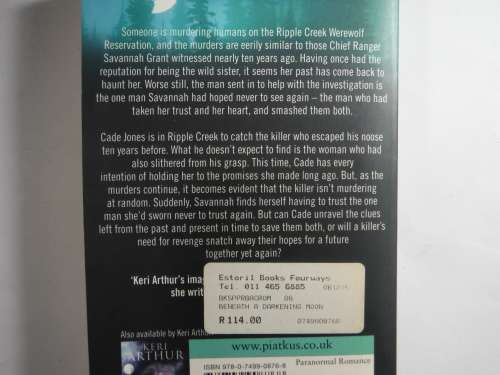 Someone is murdering humans on the Ripple Creek Werewolf
Reservation, and the murders are eerily similar to those Chief Ranger
Savannah Grant witnessed nearly ten years ago. Having once had the
reputation for being the wild sister, it seems her past has come back to
haunt her. Worse still, the man sent in to help with the investigation is
the one man Savannah had hoped never to see again – the man who had
taken her trust and her heart, and smashed them both.
Cade Jones is in Ripple Creek to catch the killer who escaped his noose
ten years before. What he doesn't expect to find is the woman who had
also slithered from his grasp. This time, Cade has every
intention of holding her to the promises she made long ago. But, as the
murders continue, it becomes evident that the killer isn't murdering
at random. Suddenly, Savannah finds herself having to trust the one
man she'd sworn never to trust again. But can Cade unravel the clues
left from the past and present in time to save them both, or will a
killer's need for revenge snatch away their hopes for a future
together yet again?
'Keri Arthur's imag
she writ
Estoril Books Fourways
Tel. 011 465 6885
BKSPPRBACROM 06
BENEATH A DARKENING MOON
R 114.00 0749908768
Also available by Keri Arthur
KERI
ARTHUR
www.piatkus.co.uk
ISBN 978-0-7499-0876-8
Paranormal Romance